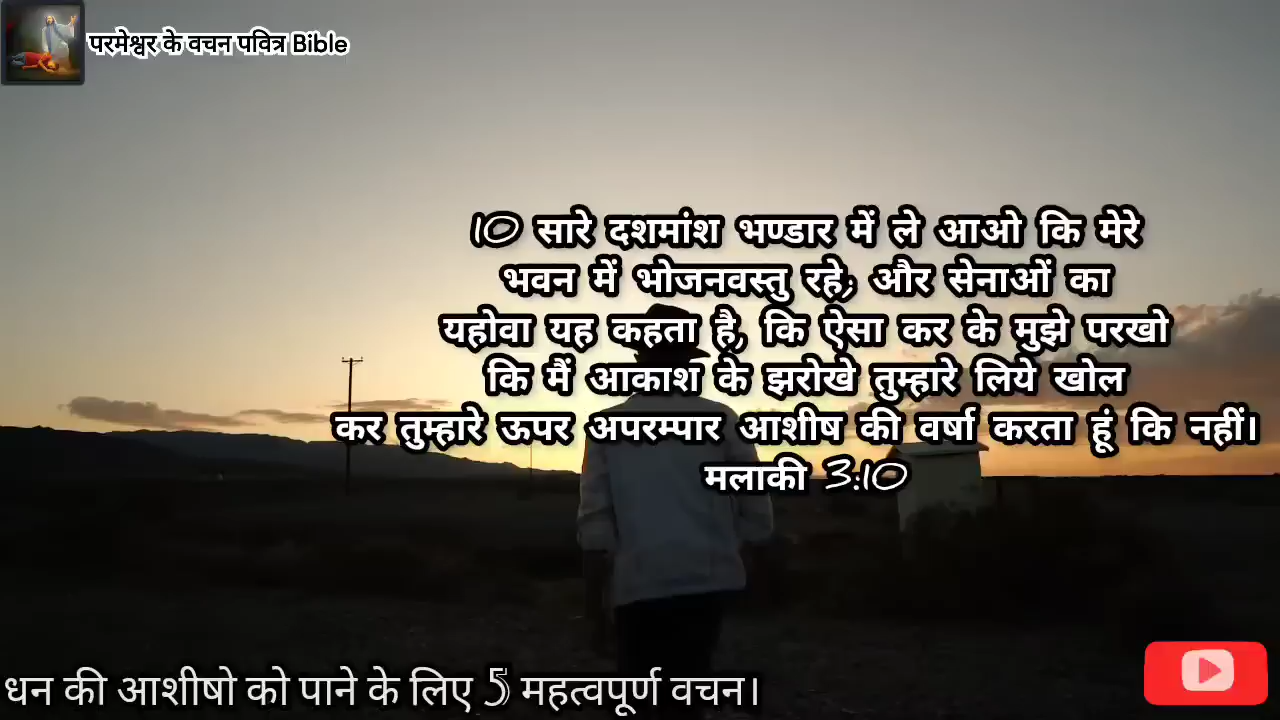 परमेश्वर के वचन पवित्र Bible
10 सारे दशमांश भण्डार में ले आओ कि मेरे
भवन में भोजनवस्तु रहे; और सेनाओं का
यहोवा यह कहता है, कि ऐसा कर के मुझे परखो
कि मैं आकाश के झरोखे तुम्हारे लिये खोल
कर तुम्हारे ऊपर अपरम्पार आशीष की वर्षा करता हूं कि नहीं।
मलाकी 3:10
धन की आशीषो को पाने के लिए 5 महत्वपूर्ण वचन।